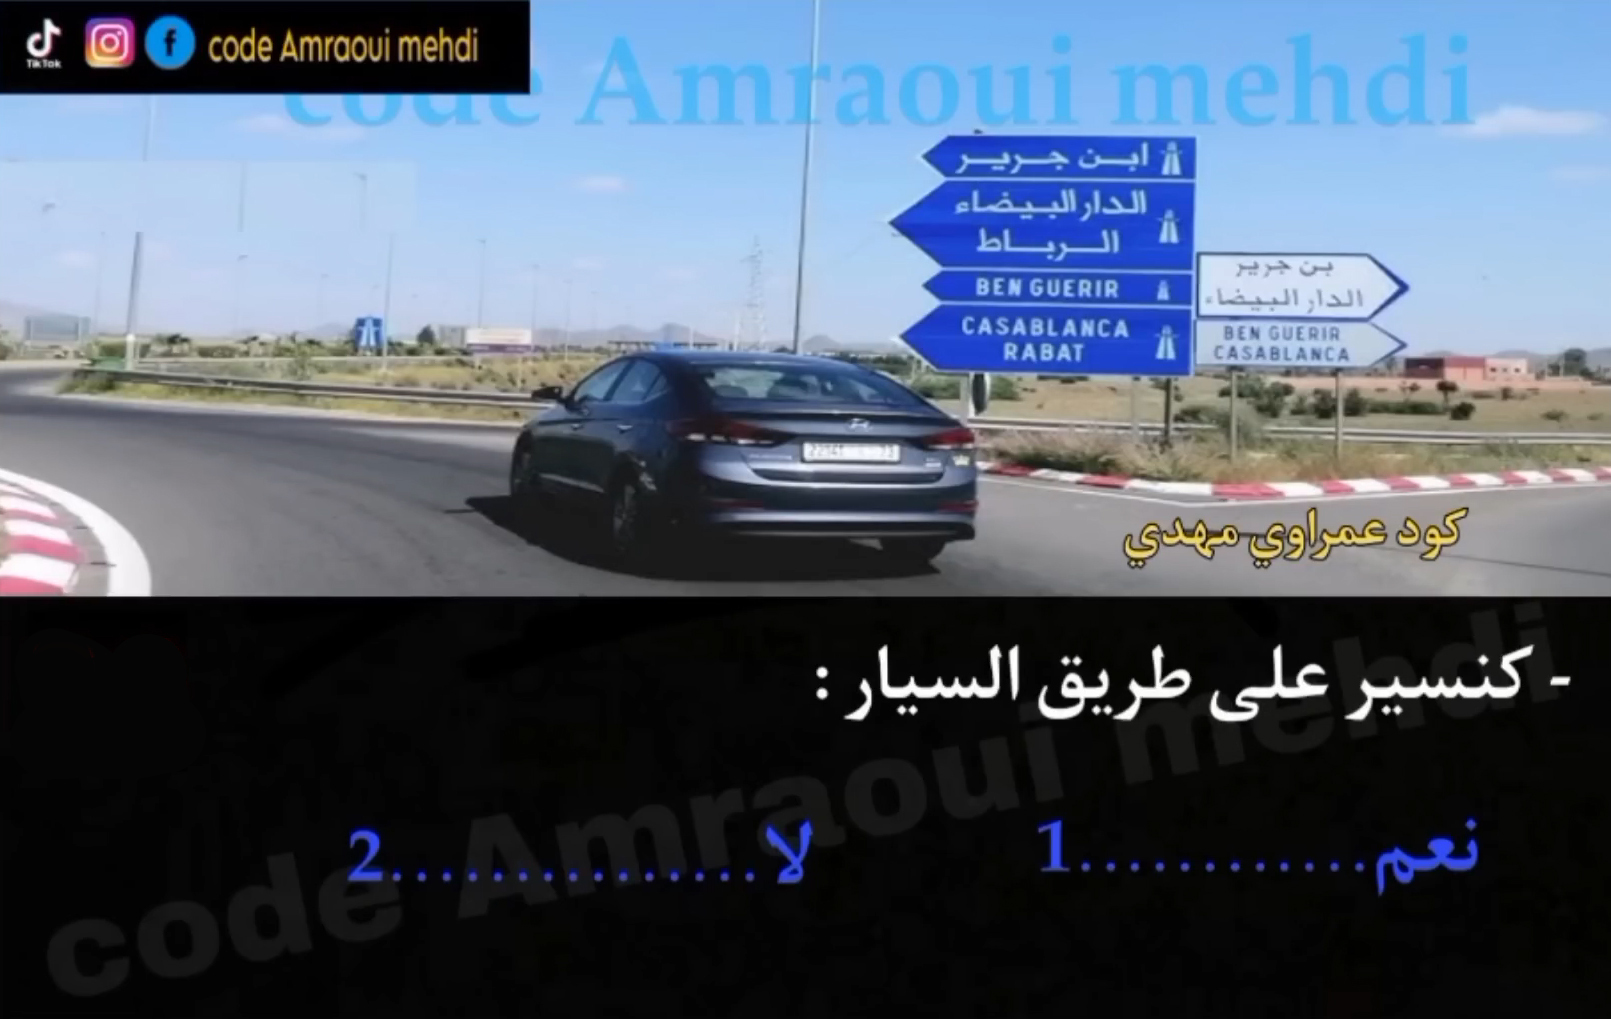 TikTok
code Amraoui mehdi
code Amraoui mehdi
ابن جرير
الدار البيضاء
الرباط
BEN GUERIR
CASABLANCA
RABAT
بن جرير
الدار البيضاء
BEN GUERIR
CASABLANCA
كود عمراوي مهدي
- كنسير على طريق السيار :
نعم............1
لا...............2
code Amraoui mehdi